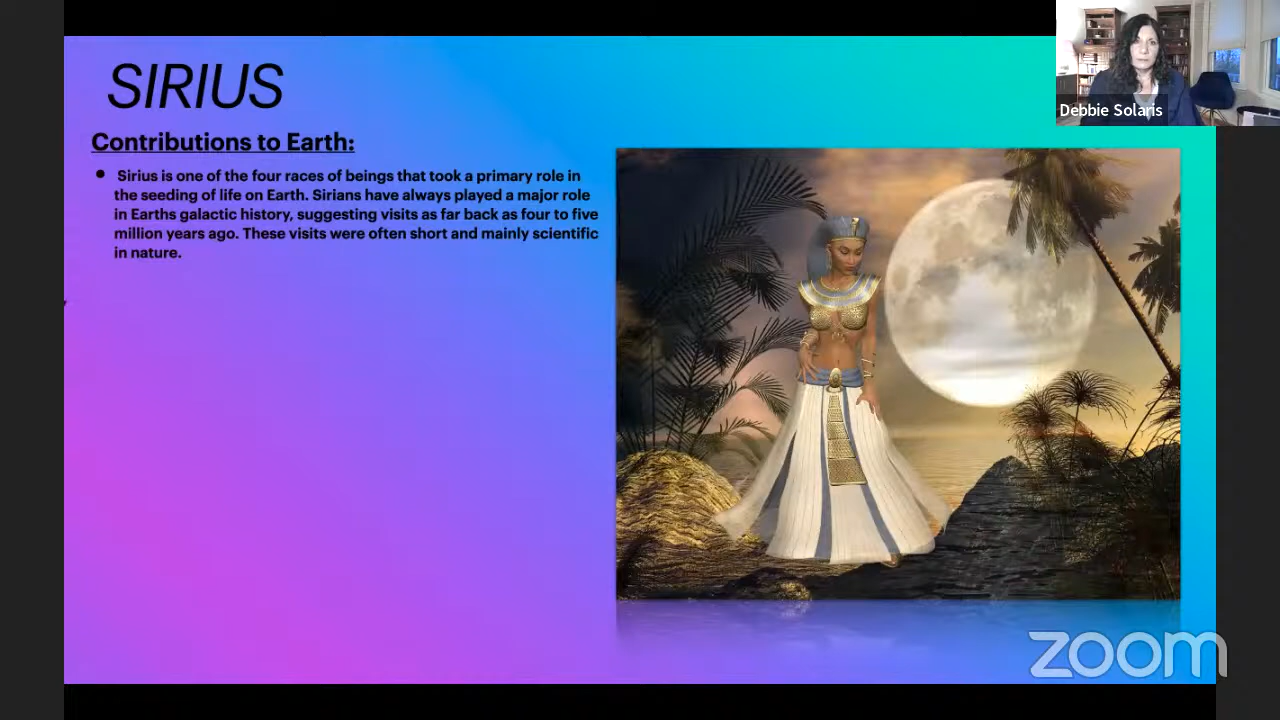 SIRIUS
Debbie Solaris
Contributions to Earth:
• Sirius is one of the four races of beings that took a primary role in
the seeding of life on Earth. Sirians have always played a major role
in Earths galactic history, suggesting visits as far back as four to five
million years ago. These visits were often short and mainly scientific
in nature.
zoom